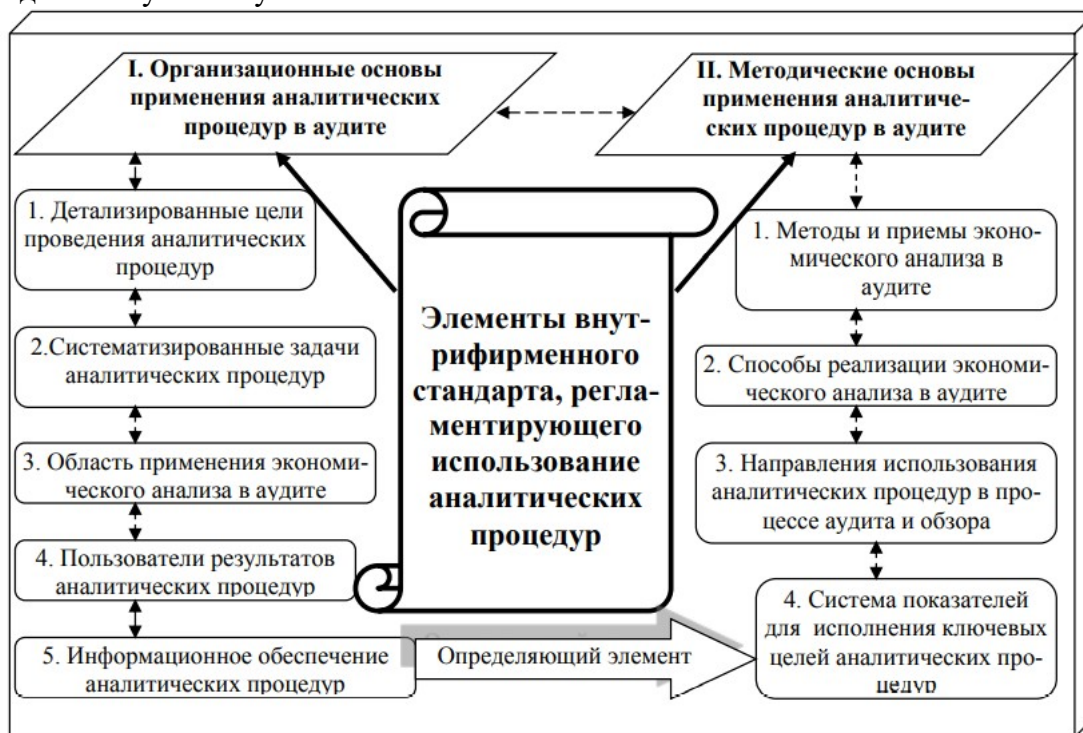 I. Организационные основы
применения аналитических
процедур в аудите
II. Методические основы
применения аналитиче-
ских процедур в аудите
1. Детализированные цели
проведения аналитических
процедур
2.Систематизированные задачи
аналитических процедур
3. Область применения экономи-
ческого анализа в аудите
4. Пользователи результатов
аналитических процедур
5. Информационное обеспечение
аналитических процедур
Элементы внут-
рифирменного
стандарта, регла-
ментирующего
использование
аналитических
процедур
Определяющий элемент
1. Методы и приемы эконо-
мического анализа в
аудите
2. Способы реализации экономи-
ческого анализа в аудите
3. Направления использования
аналитических процедур в про-
цессе аудита и обзора
4. Система показателей
для исполнения ключевых
целей аналитических про-
цедур